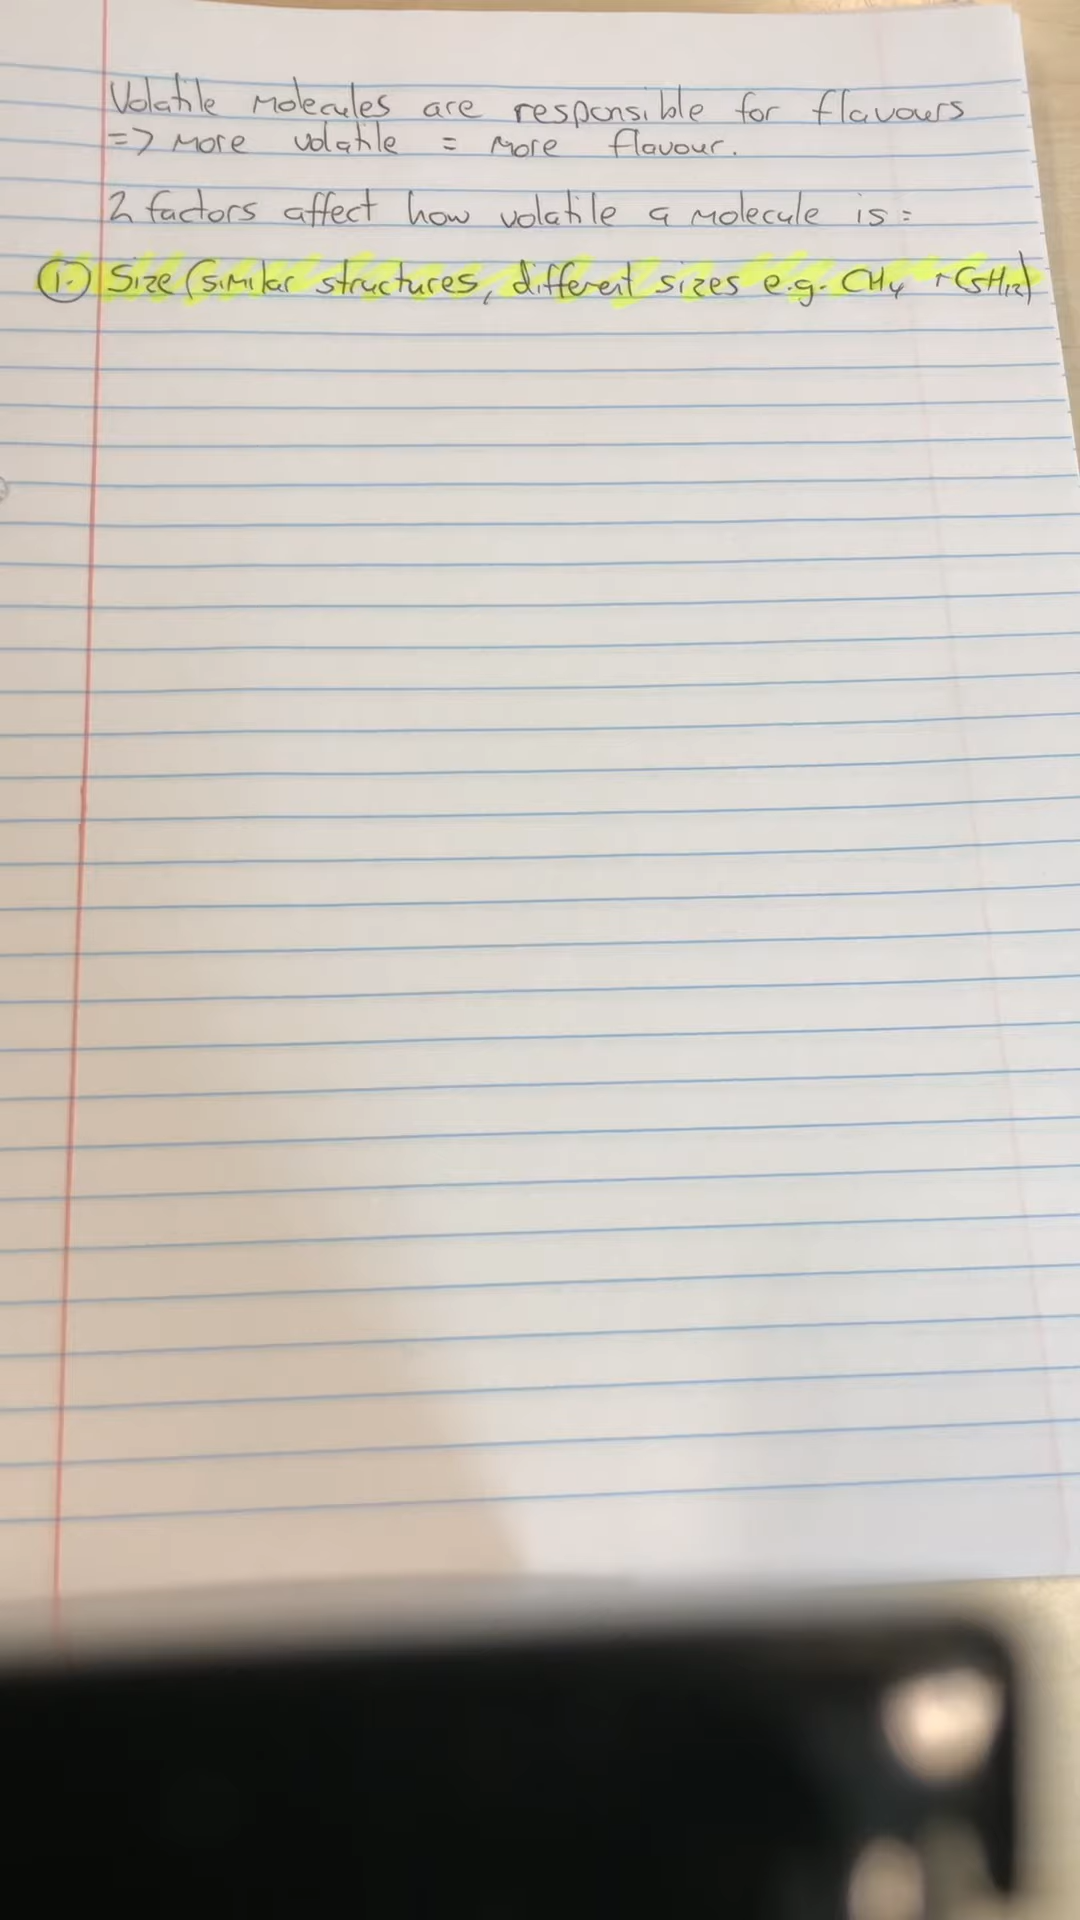 Volatile molecules are responsible for flavours
=> more volatile = more flavour.
2 factors affect how volatile a molecule is:
1. Size (similar structures, different sizes e.g. CH₄ + C₅H₁₂)